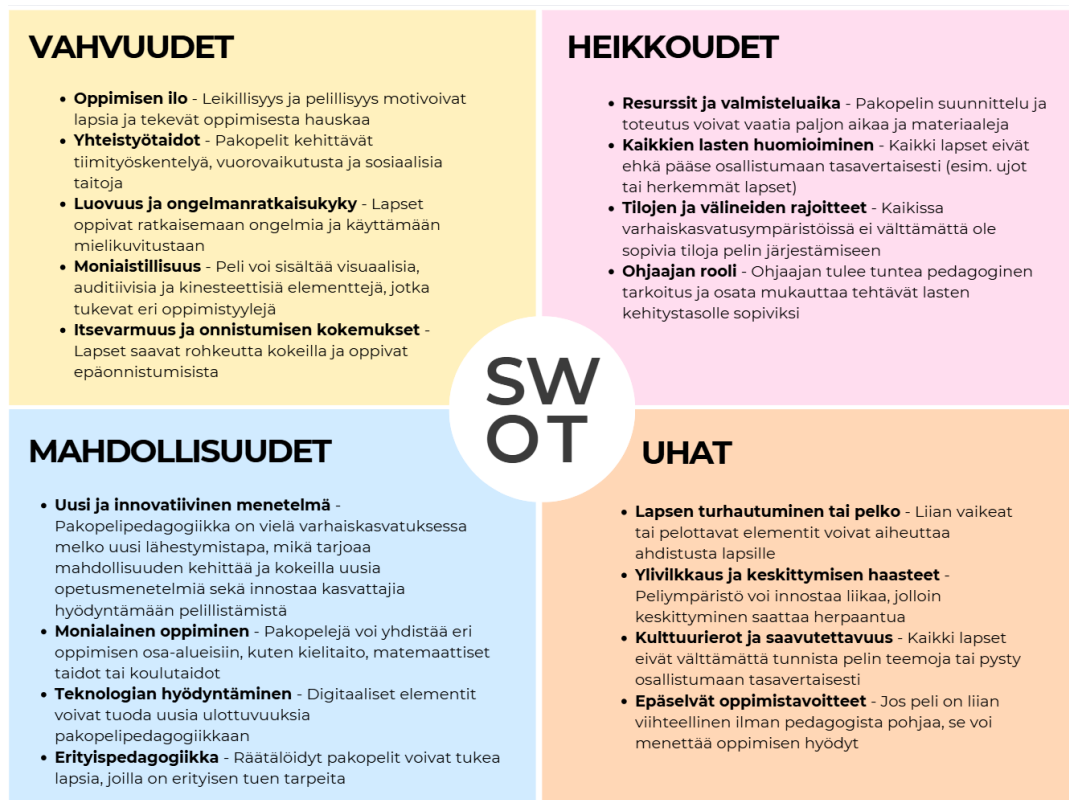 VAHVUUDET
• Oppimisen ilo - Leikillisyys ja pelillisyys motivoivat
lapsia ja tekevät oppimisesta hauskaa
• Yhteistyötaidot - Pakopelit kehittävät
tiimityöskentelyä, vuorovaikutusta ja sosiaalisia
taitoja
• Luovuus ja ongelmanratkaisukyky - Lapset
oppivat ratkaisemaan ongelmia ja käyttämään
mielikuvitustaan
• Moniaistillisuus - Peli voi sisältää visuaalisia,
auditiivisia ja kinesteettisiä elementtejä, jotka
tukevat eri oppimistyylejä
• Itsevarmuus ja onnistumisen kokemukset -
Lapset saavat rohkeutta kokeilla ja oppivat
epäonnistumisista
HEIKKOUDET
• Resurssit ja valmisteluaika - Pakopelin suunnittelu ja
toteutus voivat vaatia paljon aikaa ja materiaaleja
• Kaikkien lasten huomioiminen - Kaikki lapset eivät
ehkä pääse osallistumaan tasavertaisesti (esim. ujot
tai herkemmät lapset)
• Tilojen ja välineiden rajoitteet - Kaikissa
varhaiskasvatusympäristöissä ei välttämättä ole
sopivia tiloja pelin järjestämiseen
• Ohjaajan rooli - Ohjaajan tulee tuntea pedagoginen
tarkoitus ja osata mukauttaa tehtävät lasten
kehitystasolle sopiviksi
SW
OT
MAHDOLLISUUDET
• Uusi ja innovatiivinen menetelmä -
Pakopelipedagogiikka on vielä varhaiskasvatuksessa
melko uusi lähestymistapa, mikä tarjoaa
mahdollisuuden kehittää ja kokeilla uusia
opetusmenetelmiä sekä innostaa kasvattajia
hyödyntämään pelillistämistä
• Monialainen oppiminen - Pakopelejä voi yhdistää eri
oppimisen osa-alueisiin, kuten kielitaito, matemaattiset
taidot tai koulutaidot
• Teknologian hyödyntäminen - Digitaaliset elementit
voivat tuoda uusia ulottuvuuksia
pakopelipedagogiikkaan
• Erityispedagogiikka - Räätälöidyt pakopelit voivat tukea
lapsia, joilla on erityisen tuen tarpeita
UHAT
• Lapsen turhautuminen tai pelko - Liian vaikeat
tai pelottavat elementit voivat aiheuttaa
ahdistusta lapsille
• Ylivilkkaus ja keskittymisen haasteet -
Peliympäristö voi innostaa liikaa, jolloin
keskittyminen saattaa herpaantua
• Kulttuurierot ja saavutettavuus - Kaikki lapset
eivät välttämättä tunnista pelin teemoja tai pysty
osallistumaan tasavertaisesti
• Epäselvät oppimistavoitteet - Jos peli on liian
viihteellinen ilman pedagogista pohjaa, se voi
menettää oppimisen hyödyt